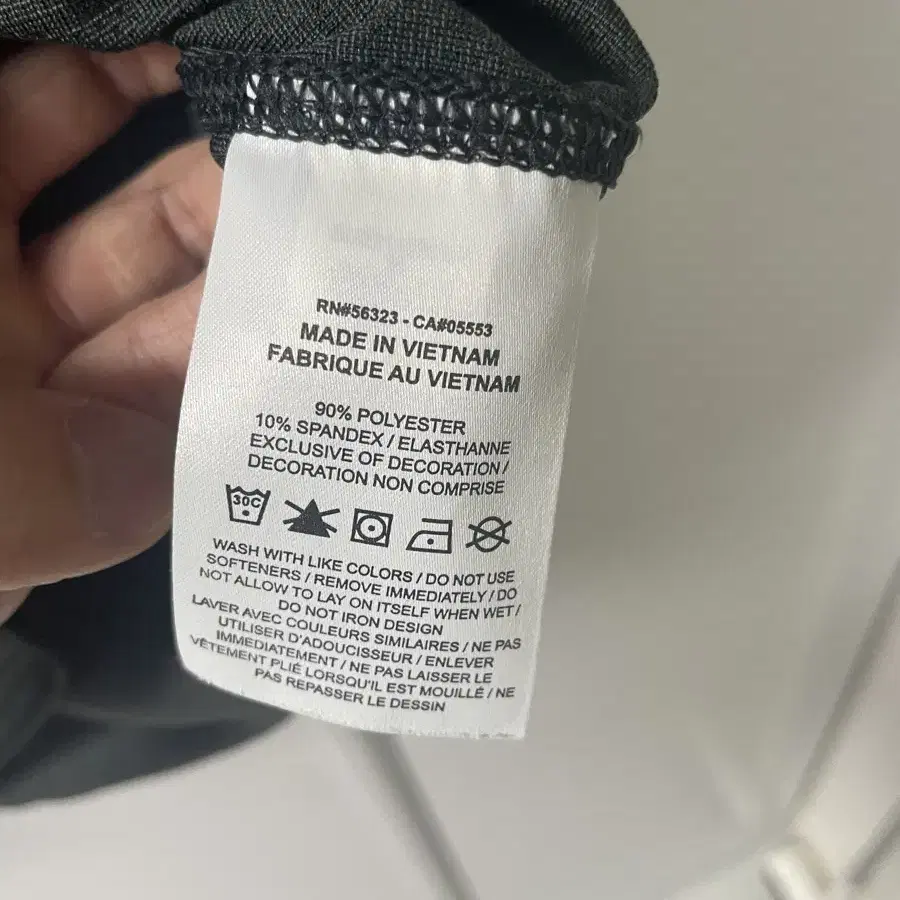 RN#56323 - CA#05553
MADE IN VIETNAM
FABRIQUE AU VIETNAM
90% POLYESTER
10% SPANDEX / ELASTHANNE
EXCLUSIVE OF DECORATION /
DECORATION NON COMPRISE
30C
WASH WITH LIKE COLORS / DO NOT USE
SOFTENERS / REMOVE IMMEDIATELY / DO
NOT ALLOW TO LAY ON ITSELF WHEN WET /
DO NOT IRON DESIGN
LAVER AVEC COULEURS SIMILAIRES / NE PAS
UTILISER D'ADOUCISSEUR / ENLEVER
IMMEDIATEMENT / NE PAS LAISSER LE
VÊTEMENT PLIÉ LORSQU'IL EST MOUILLÉ / NE
PAS REPASSER LE DESSIN